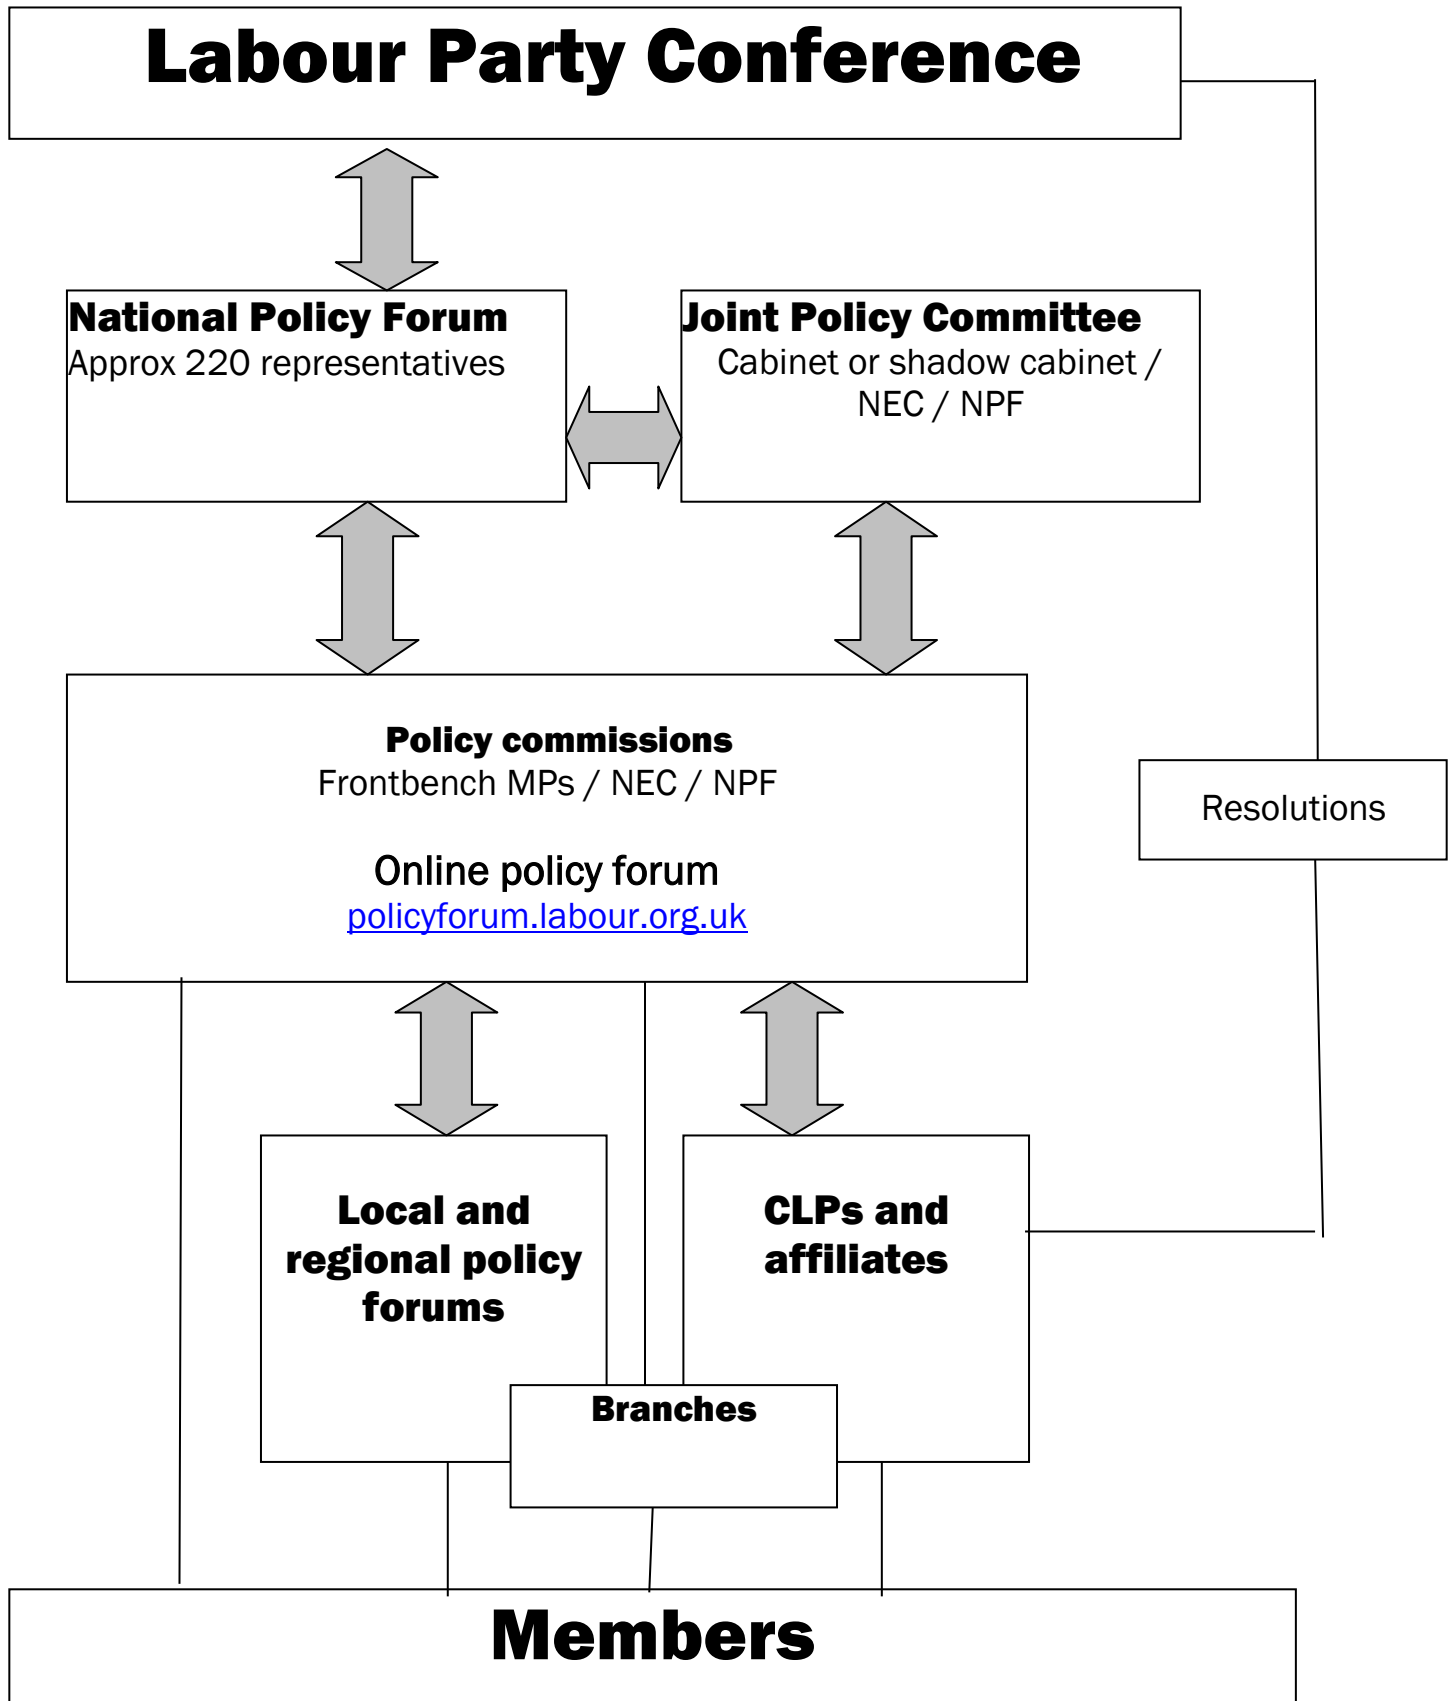 Labour Party Conference
National Policy Forum
Approx 220 representatives
Joint Policy Committee
Cabinet or shadow cabinet /
NEC / NPF
Policy commissions
Frontbench MPs / NEC / NPF
Online policy forum
policyforum.labour.org.uk
Resolutions
Local and
regional policy
forums
CLPs and
affiliates
Branches
Members